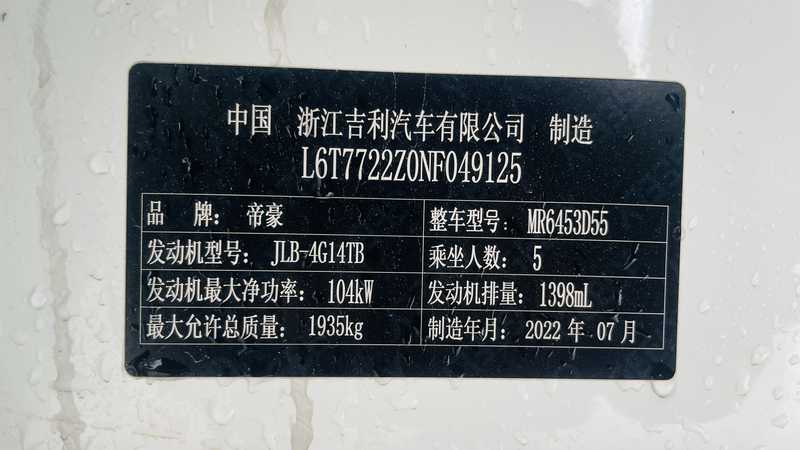 中国 浙江吉利汽车有限公司 制造
L6T7722Z0NF049125
品 牌： 帝豪 整车型号： MR6453D55
发动机型号： JLB-4G14TB 乘坐人数： 5
发动机最大净功率： 104kW 发动机排量： 1398mL
最大允许总质量： 1935kg 制造年月： 2022 年 07 月